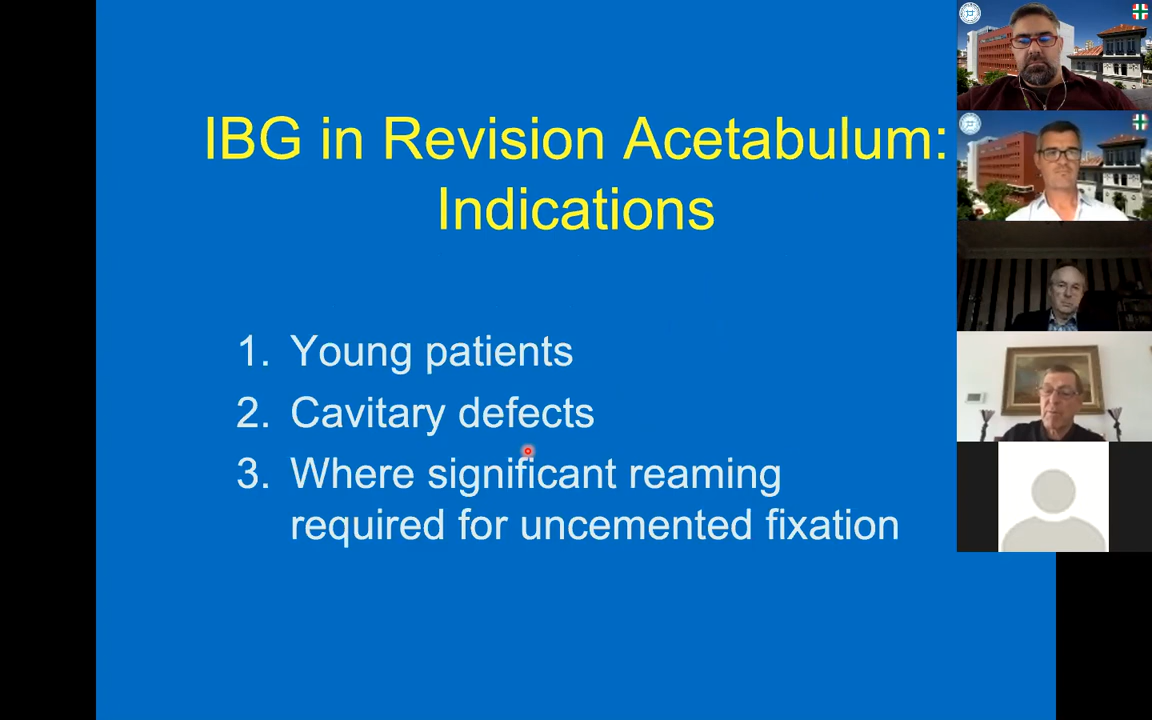 IBG in Revision Acetabulum:
Indications
1. Young patients
2. Cavitary defects
3. Where significant reaming
required for uncemented fixation